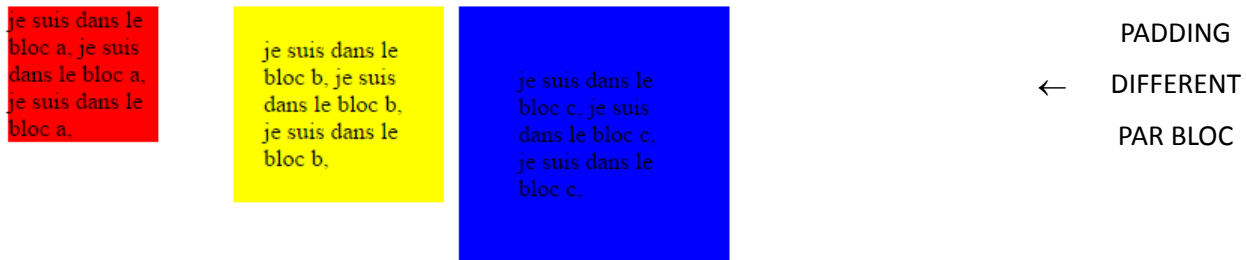 je suis dans le
bloc a, je suis
dans le bloc a,
je suis dans le
bloc a,
je suis dans le
bloc b, je suis
dans le bloc b,
je suis dans le
bloc b,
je suis dans le
bloc c, je suis
dans le bloc c,
je suis dans le
bloc c,
PADDING
← DIFFERENT
PAR BLOC